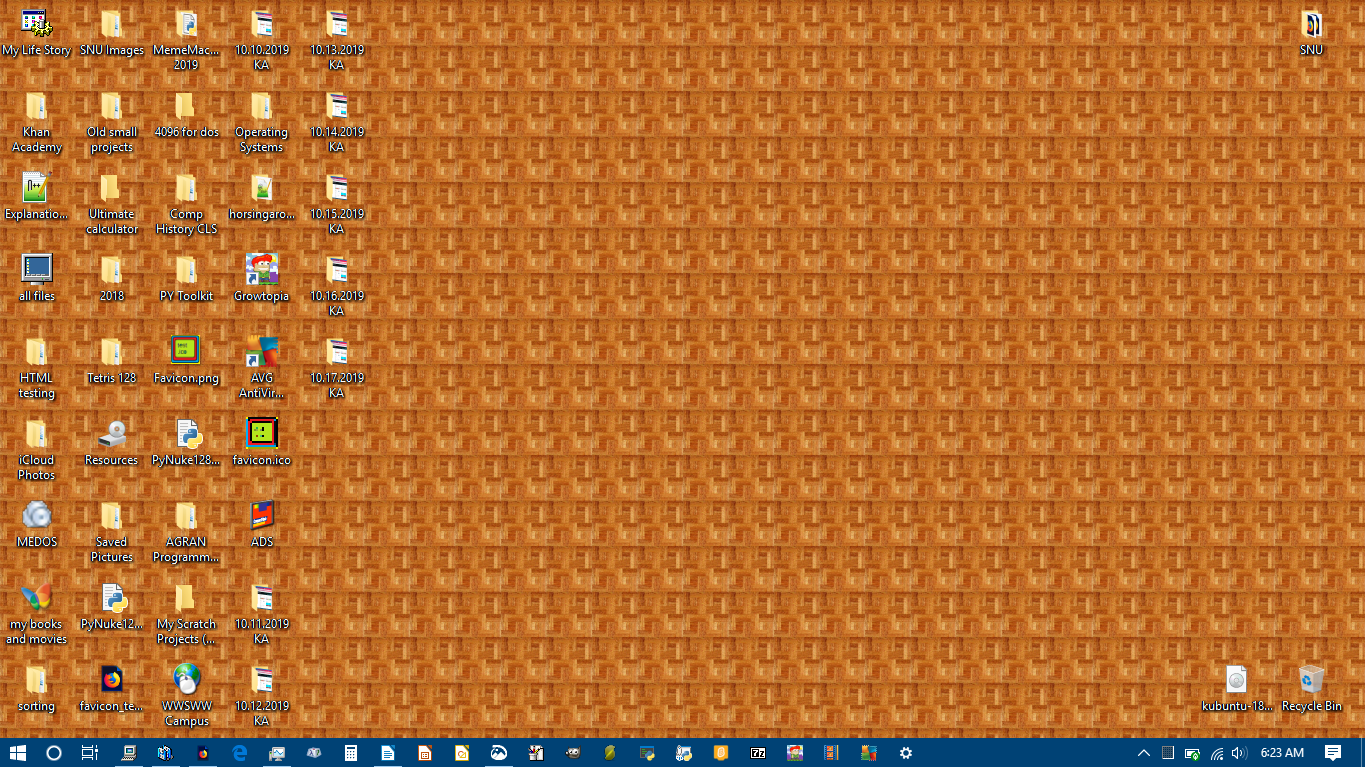 My Life Story
SNU Images
MemeMac...
2019
10.10.2019
KA
10.13.2019
KA
SNU
Khan
Academy
Old small
projects
4096 for dos
Operating
Systems
10.14.2019
KA
Explanatio...
Ultimate
calculator
Comp
History CLS
horsingaro...
10.15.2019
KA
all files
2018
PY Toolkit
Growtopia
10.16.2019
KA
HTML
testing
Tetris 128
Favicon.png
AVG
AntiVir...
10.17.2019
KA
iCloud
Photos
Resources
PyNuke128...
favicon.ico
MEDOS
Saved
Pictures
AGRAN
Programm...
ADS
my books
and movies
PyNuke12...
My Scratch
Projects (...
10.11.2019
KA
sorting
favicon_te...
WWSWW
Campus
10.12.2019
KA
kubuntu-18...
Recycle Bin
6:23 AM